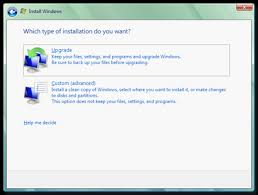 Install Windows
Which type of installation do you want?
Upgrade
Keep your files, settings, and programs and upgrade Windows.
Be sure to back up your files before upgrading.
Custom (advanced)
Install a clean copy of Windows, select where you want to install it, or make changes
to disks and partitions.
This option does not keep your files, settings, and programs.
Help me decide